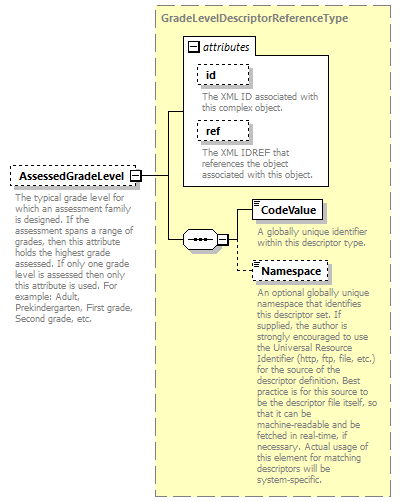 GradeLevelDescriptorReferenceType
attributes
id
The XML ID associated with
this complex object.
ref
The XML IDREF that
references the object
associated with this object.
AssessedGradeLevel
The typical grade level for
which an assessment family
is designed. If the
assessment spans a range of
grades, then this attribute
holds the highest grade
assessed. If only one grade
level is assessed then only
this attribute is used. For
example: Adult,
Prekindergarten, First grade,
Second grade, etc.
CodeValue
A globally unique identifier
within this descriptor type.
Namespace
An optional globally unique
namespace that identifies
this descriptor set. If
supplied, the author is
strongly encouraged to use
the Universal Resource
Identifier (http, ftp, file, etc.)
for the source of the
descriptor definition. Best
practice is for this source to
be the descriptor file itself, so
that it can be
machine-readable and be
fetched in real-time, if
necessary. Actual usage of
this element for matching
descriptors will be
system-specific.